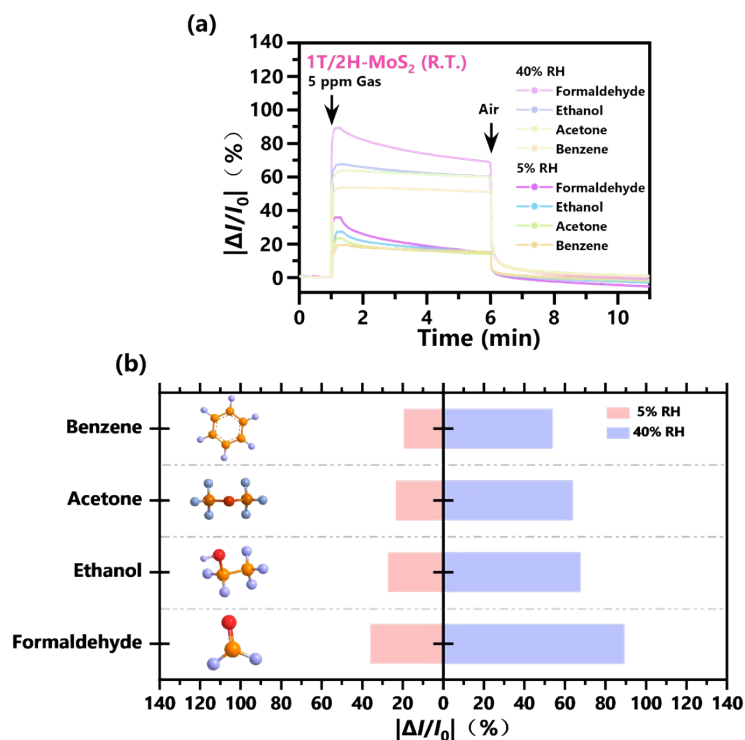 (a)
140
120
100
80
60
40
20
0
|ΔI/I₀| (%)
1T/2H-MoS₂ (R.T.)
5 ppm Gas
Air
40% RH
Formaldehyde
Ethanol
Acetone
Benzene
5% RH
Formaldehyde
Ethanol
Acetone
Benzene
0 2 4 6 8 10
Time (min)
(b)
5% RH
40% RH
Benzene
Acetone
Ethanol
Formaldehyde
140 120 100 80 60 40 20 0 20 40 60 80 100 120 140
|ΔI/I₀| (%)